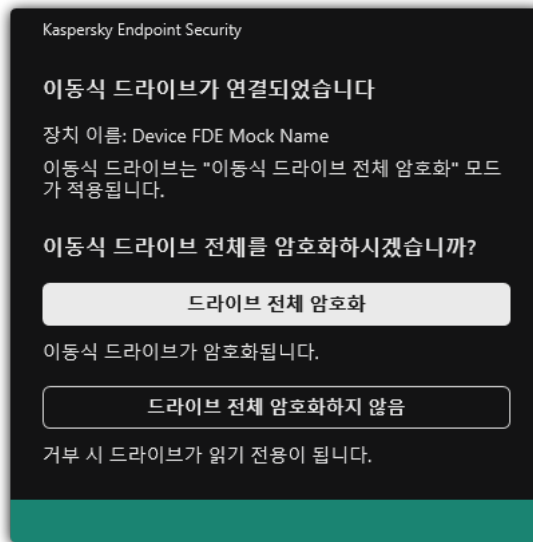 Kaspersky Endpoint Security
이동식 드라이브가 연결되었습니다
장치 이름: Device FDE Mock Name
이동식 드라이브는 "이동식 드라이브 전체 암호화" 모드
가 적용됩니다.
이동식 드라이브 전체를 암호화하시겠습니까?
드라이브 전체 암호화
이동식 드라이브가 암호화됩니다.
드라이브 전체 암호화하지 않음
거부 시 드라이브가 읽기 전용이 됩니다.